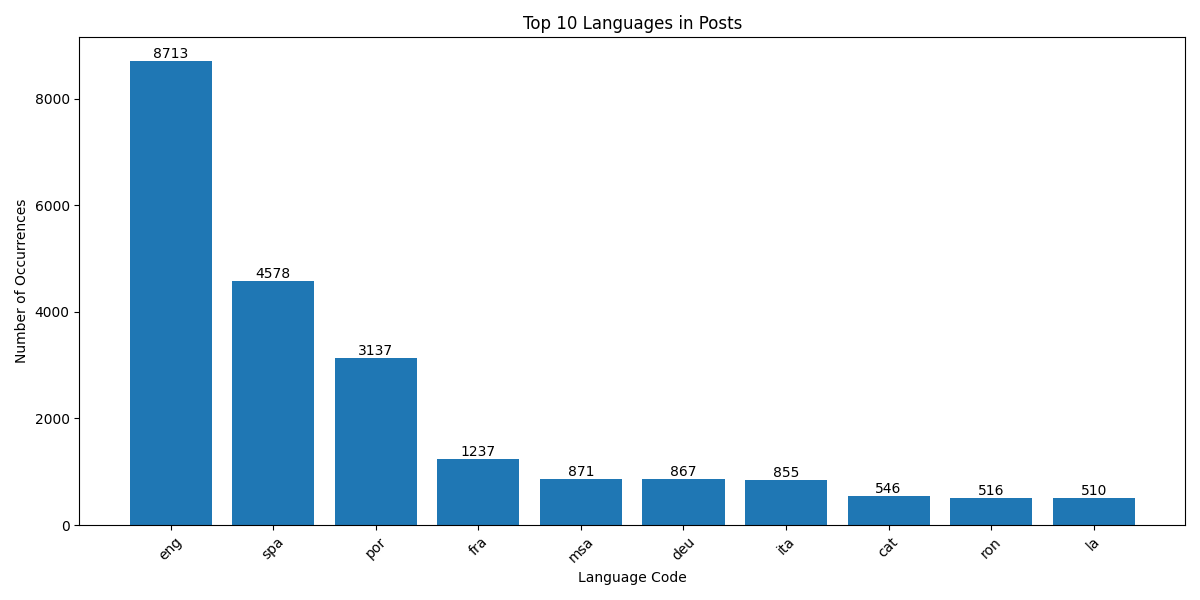 Top 10 Languages in Posts
Number of Occurrences
8000
6000
4000
2000
0
8713
4578
3137
1237
871
867
855
546
516
510
eng
spa
por
fra
msa
deu
ita
cat
ron
la
Language Code